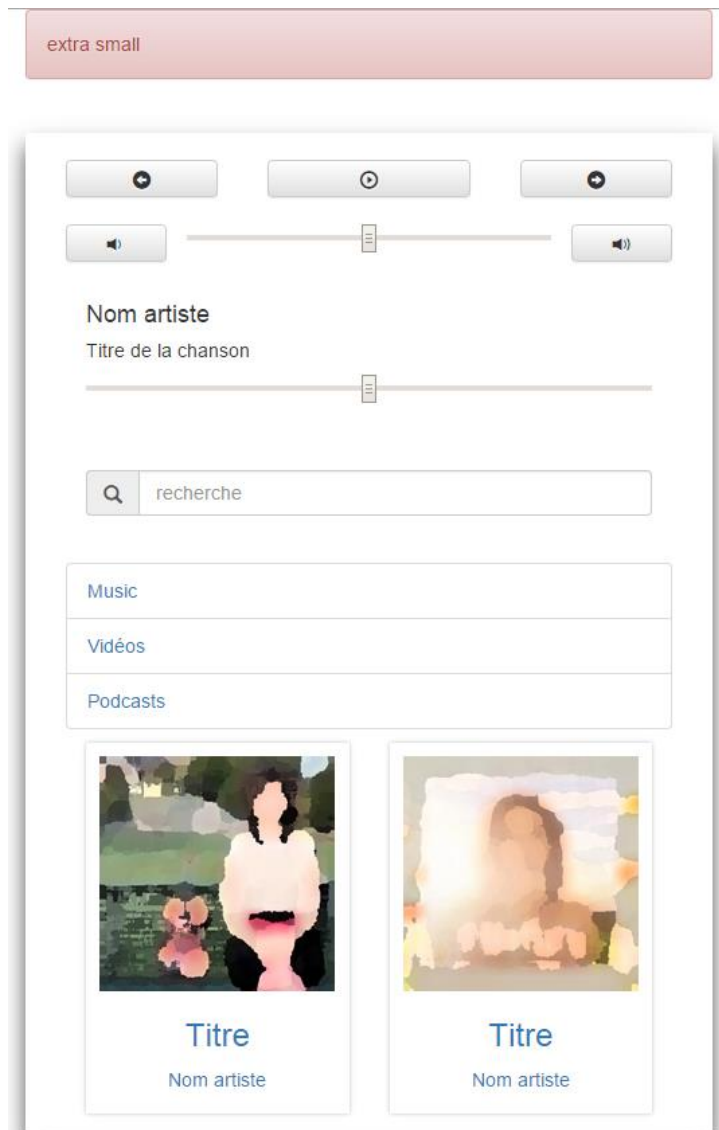 extra small
Nom artiste
Titre de la chanson
recherche
Music
Vidéos
Podcasts
Titre
Nom artiste
Titre
Nom artiste